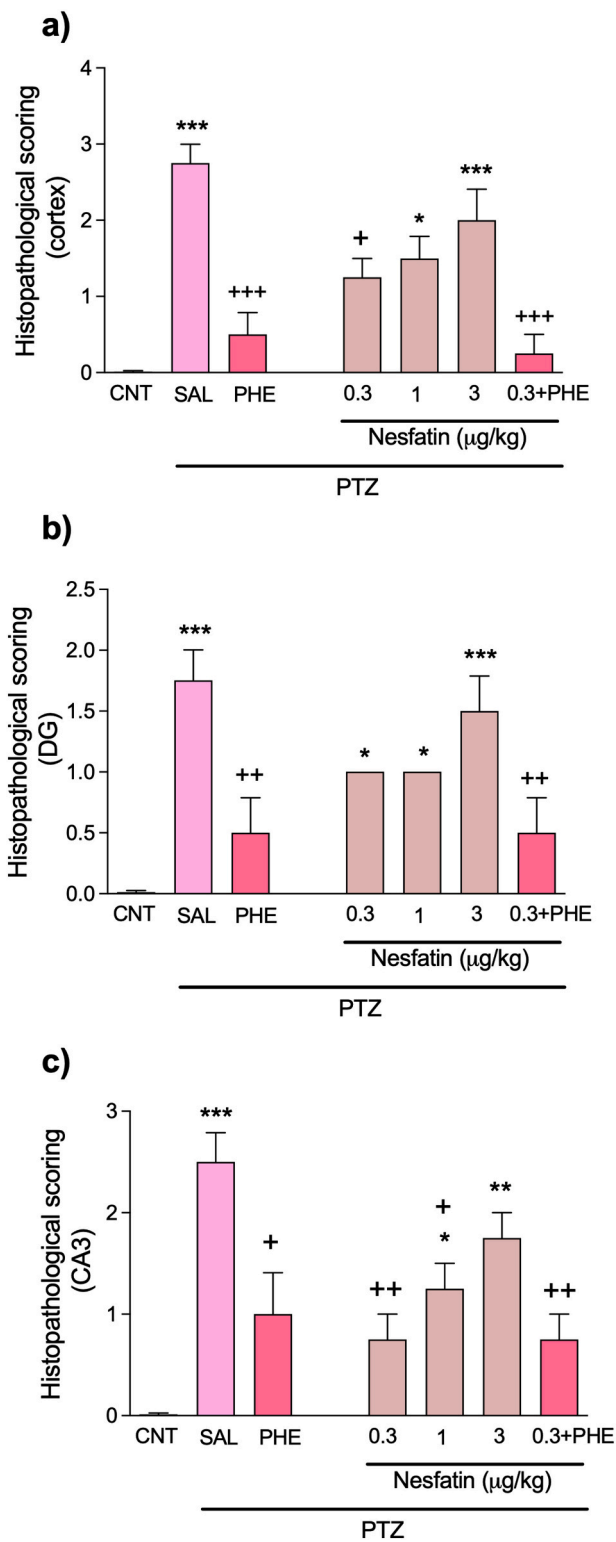 a)
Histopathological scoring
(cortex)
4
3
2
1
0
***
+++
+
*
***
+++
CNT SAL PHE 0.3 1 3 0.3+PHE
Nesfatin (μg/kg)
PTZ
b)
Histopathological scoring
(DG)
2.5
2.0
1.5
1.0
0.5
0.0
***
++
*
*
***
++
CNT SAL PHE 0.3 1 3 0.3+PHE
Nesfatin (μg/kg)
PTZ
c)
Histopathological scoring
(CA3)
3
2
1
0
***
+
++
+
*
**
++
CNT SAL PHE 0.3 1 3 0.3+PHE
Nesfatin (μg/kg)
PTZ